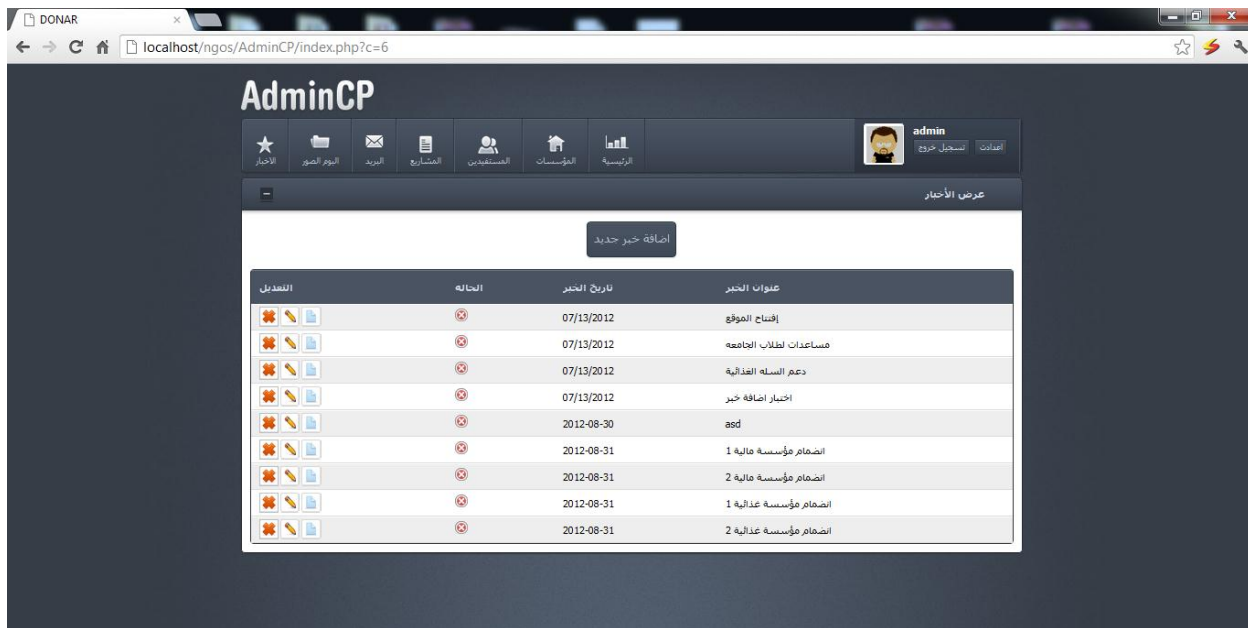 DONAR
localhost/ngos/AdminCP/index.php?c=6
AdminCP
admin
اعدادت تسجيل خروج
الرئيسية المؤسسات المستفيدين المشاريع البريد البوم الصور الاخبار
عرض الأخبار
اضافة خبر جديد
عنوان الخبر تاريخ الخبر الحاله التعديل
إفتتاح الموقع 07/13/2012
مساعدات لطلاب الجامعه 07/13/2012
دعم السله الغذائية 07/13/2012
اختبار اضافة خبر 07/13/2012
asd 2012-08-30
انضمام مؤسسة مالية 1 2012-08-31
انضمام مؤسسة مالية 2 2012-08-31
انضمام مؤسسة غذائية 1 2012-08-31
انضمام مؤسسة غذائية 2 2012-08-31